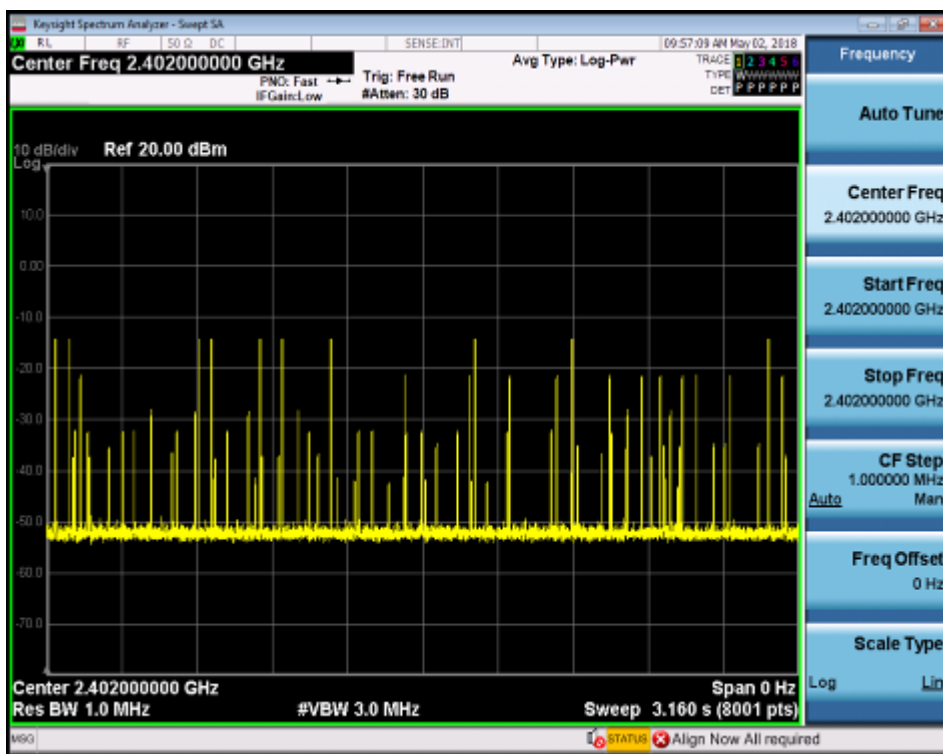 Keysight Spectrum Analyzer - Swept SA
RL RF 50 Ω DC SENSE:INT 09:57:09 AM May 02, 2018
Center Freq 2.402000000 GHz
PNO: Fast
IFGain:Low
Trig: Free Run
#Atten: 30 dB
Avg Type: Log-Pwr
TRACE 1 2 3 4 5 6
TYPE
DET P P P P P P
10 dB/div Ref 20.00 dBm
Log
10.0
0.00
-10.0
-20.0
-30.0
-40.0
-50.0
-60.0
-70.0
Center 2.402000000 GHz Span 0 Hz
Res BW 1.0 MHz #VBW 3.0 MHz Sweep 3.160 s (8001 pts)
MSG STATUS Align Now All required
Frequency
Auto Tune
Center Freq
2.402000000 GHz
Start Freq
2.402000000 GHz
Stop Freq
2.402000000 GHz
CF Step
1.000000 MHz
Auto Man
Freq Offset
0 Hz
Scale Type
Log Lin